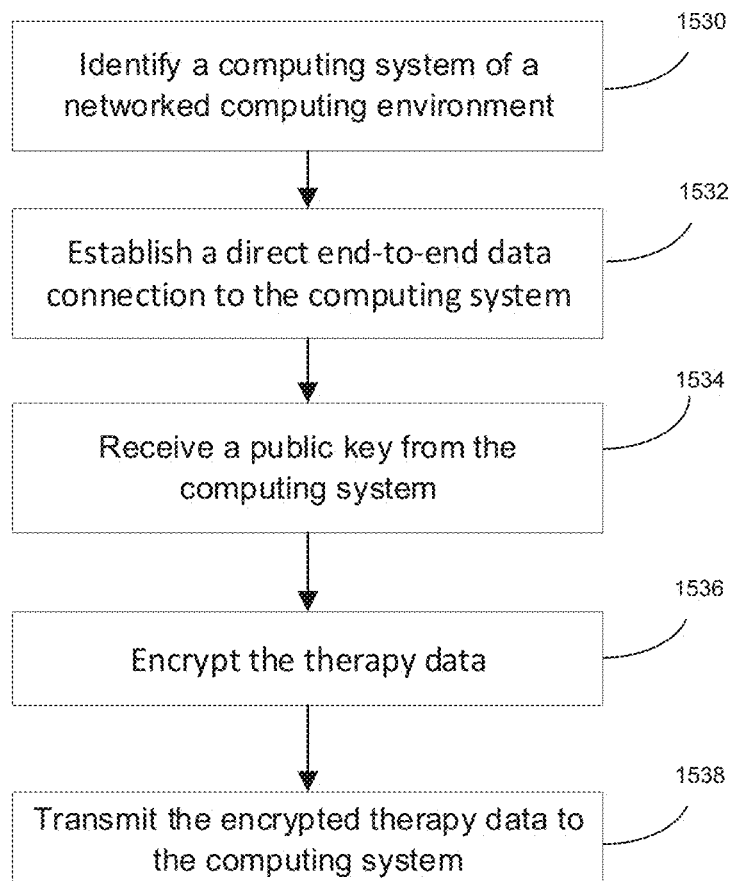 1530
Identify a computing system of a
networked computing environment
1532
Establish a direct end-to-end data
connection to the computing system
1534
Receive a public key from the
computing system
1536
Encrypt the therapy data
1538
Transmit the encrypted therapy data to
the computing system